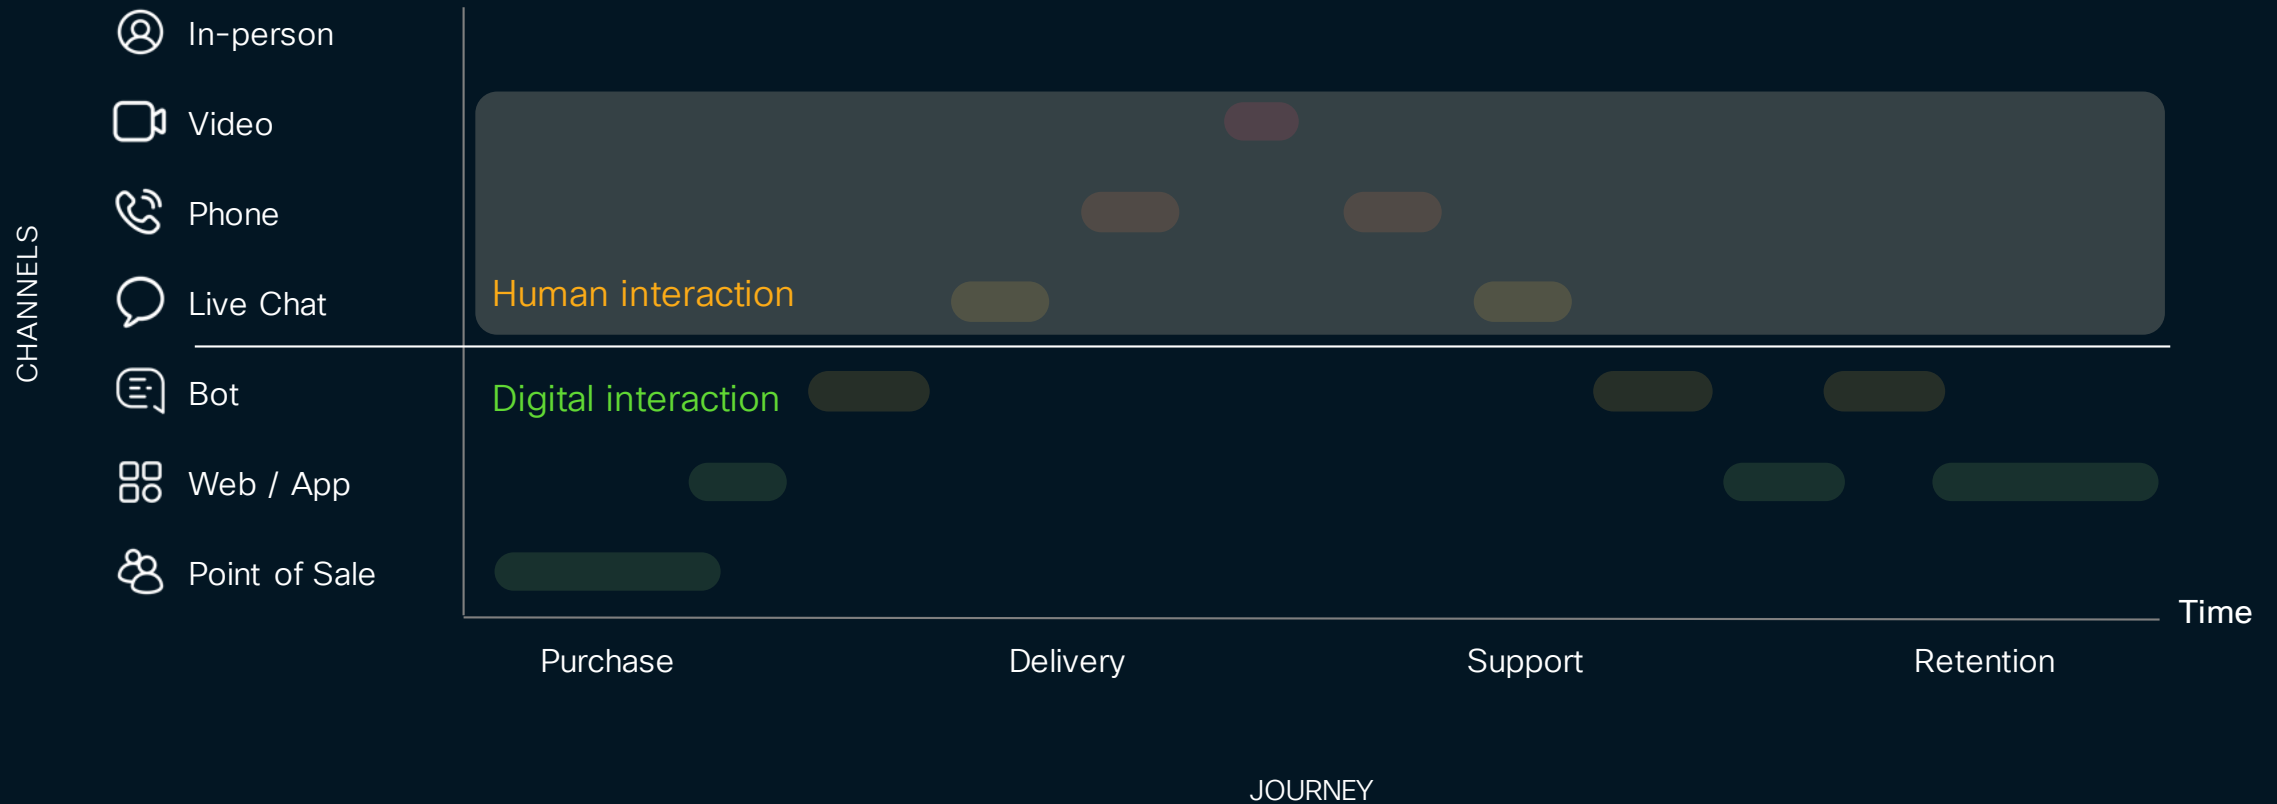 In-person
Video
Phone
CHANNELS
Live Chat
Human interaction
Bot
Digital interaction
Web / App
Point of Sale
Time
Purchase
Delivery
Support
Retention
JOURNEY